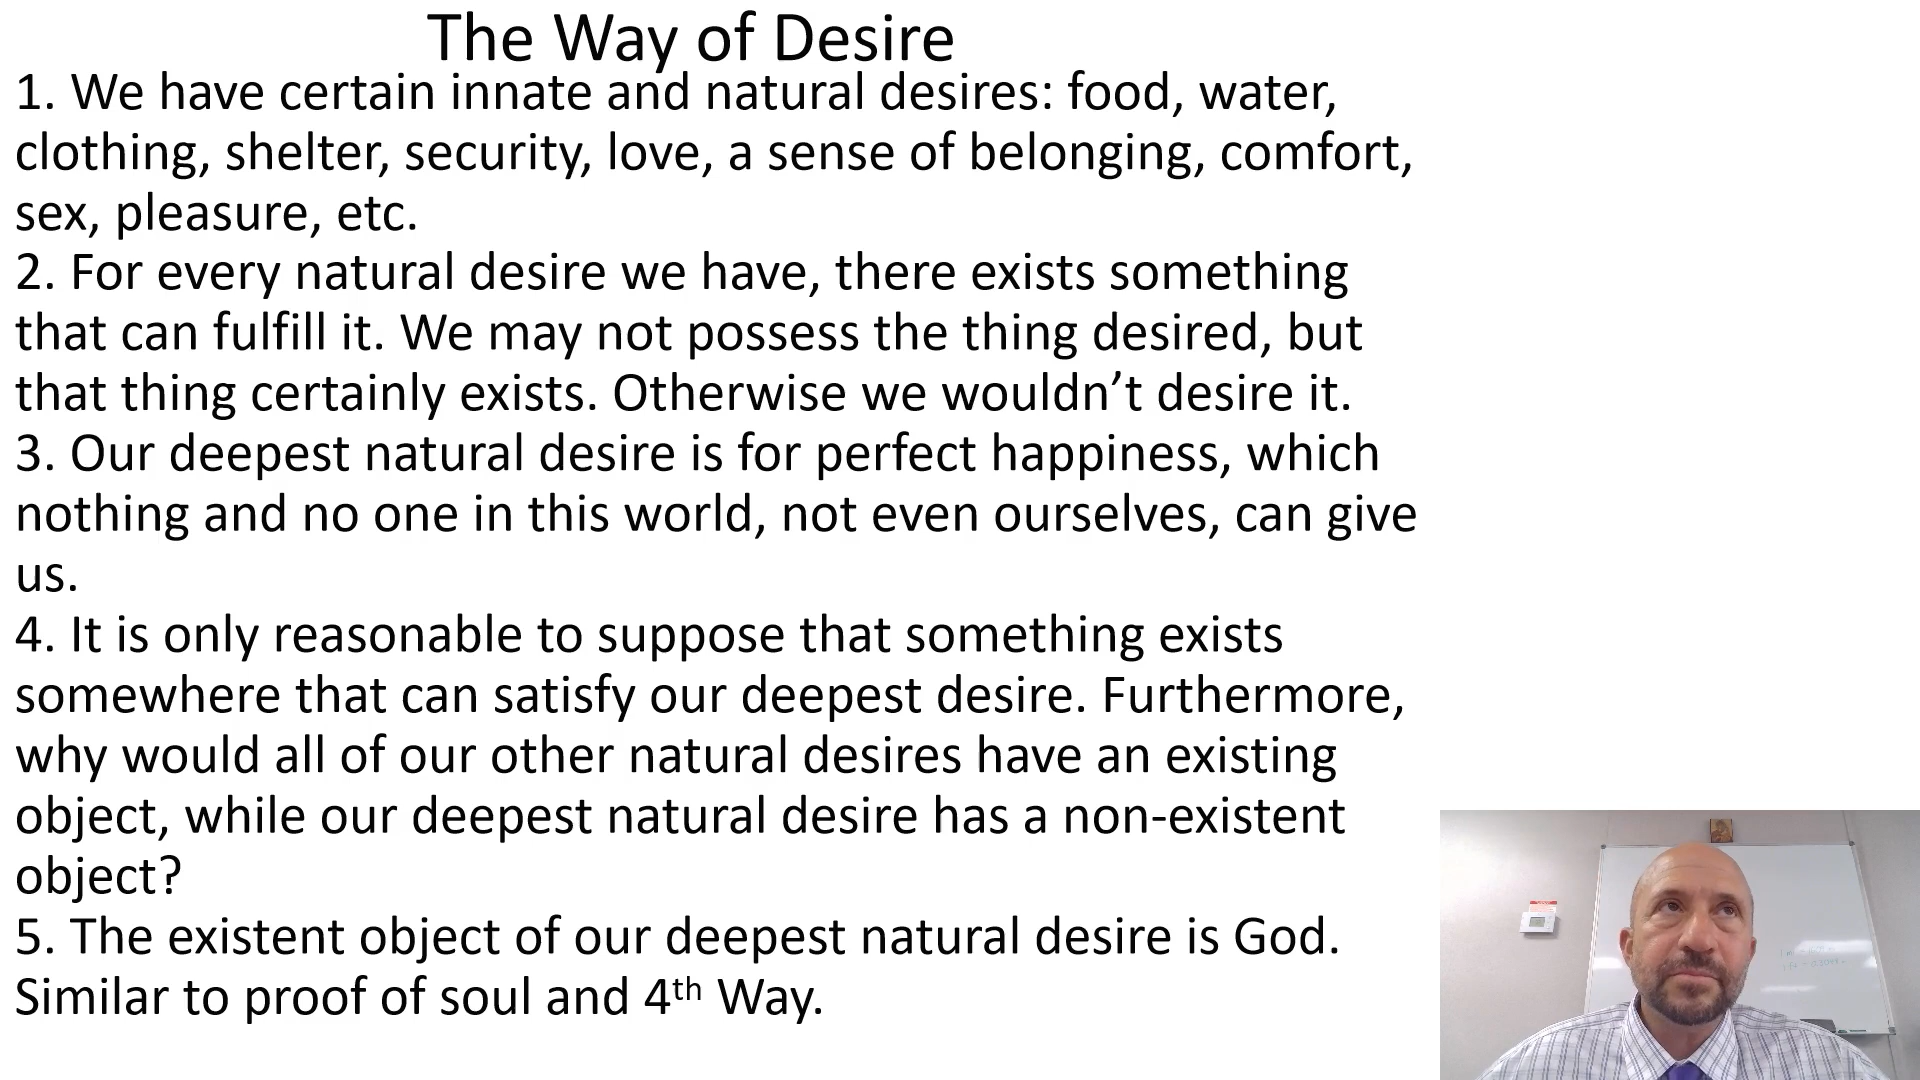 The Way of Desire
1. We have certain innate and natural desires: food, water,
clothing, shelter, security, love, a sense of belonging, comfort,
sex, pleasure, etc.
2. For every natural desire we have, there exists something
that can fulfill it. We may not possess the thing desired, but
that thing certainly exists. Otherwise we wouldn’t desire it.
3. Our deepest natural desire is for perfect happiness, which
nothing and no one in this world, not even ourselves, can give
us.
4. It is only reasonable to suppose that something exists
somewhere that can satisfy our deepest desire. Furthermore,
why would all of our other natural desires have an existing
object, while our deepest natural desire has a non-existent
object?
5. The existent object of our deepest natural desire is God.
Similar to proof of soul and 4th Way.